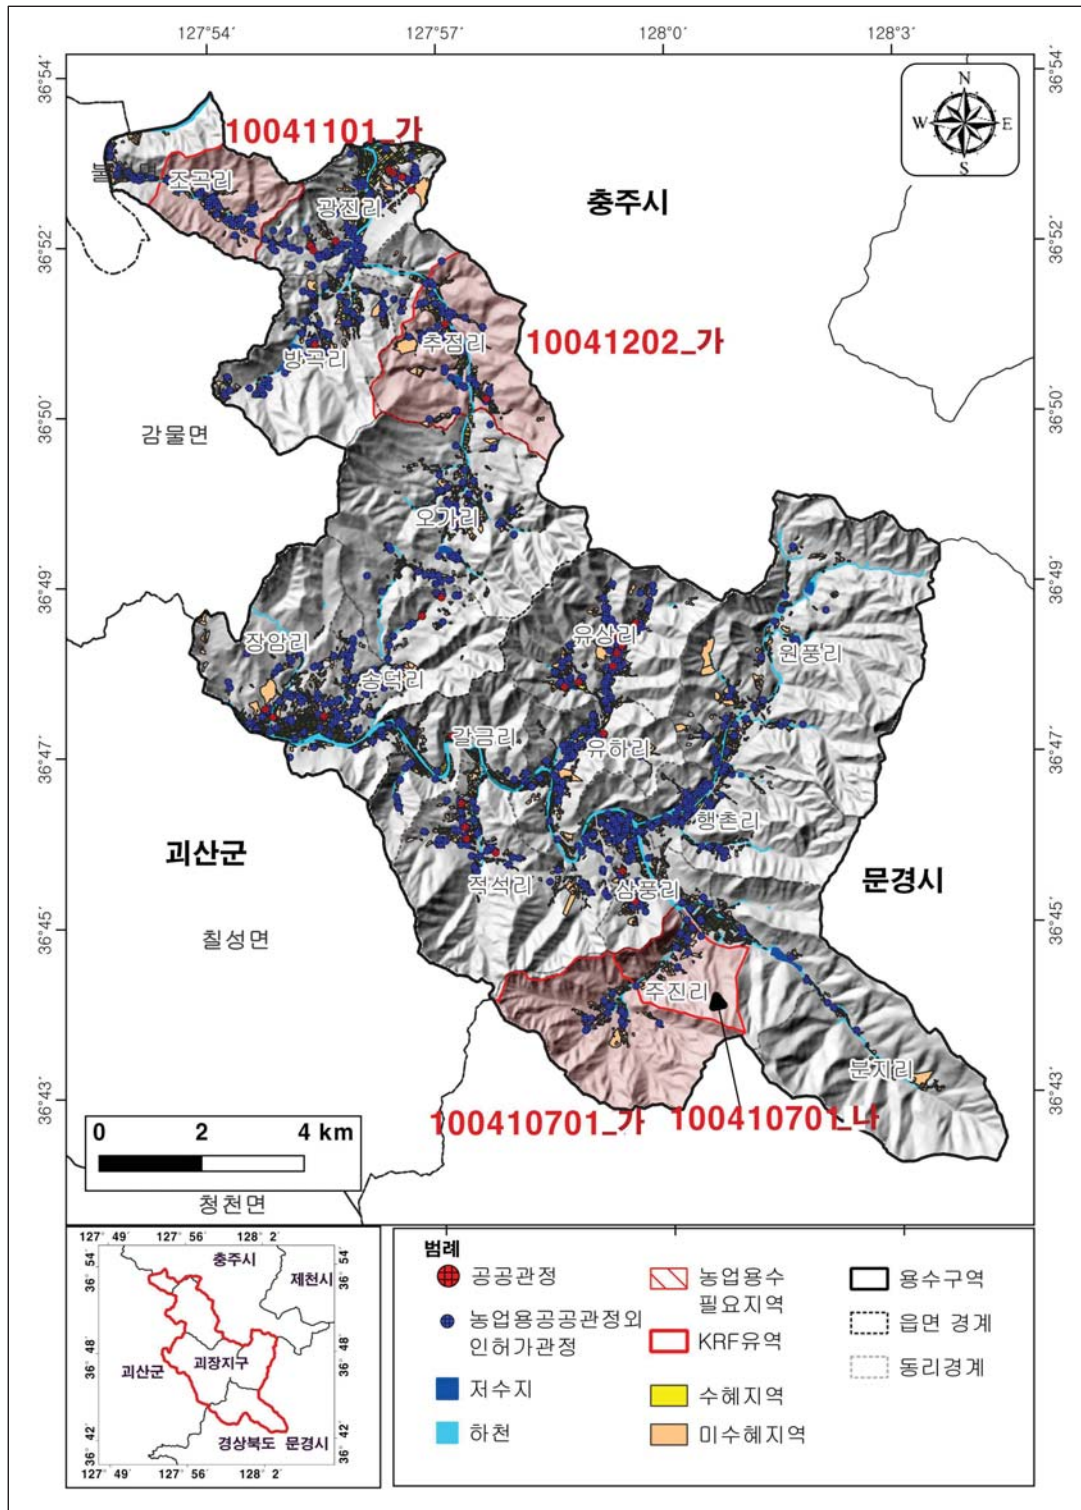 127°54′
127°57′
128°0′
128°3′
36°54′
36°52′
36°50′
36°49′
36°47′
36°45′
36°43′
36°54′
36°52′
36°50′
36°49′
36°47′
36°45′
36°43′
N
W
E
S
10041101_가
조곡리
광진리
충주시
10041202_가
추점리
방곡리
감물면
오가리
장암리
송덕리
유상리
원풍리
갈금리
유하리
행촌리
괴산군
적석리
삼풍리
문경시
칠성면
주진리
분지리
100410701_가
100410701_나
0
2
4 km
청천면
127° 49′
127° 56′
128° 2′
36° 54′
36° 48′
36° 42′
54′
36°
48′
36°
42′
36°
127° 49′
127° 56′
128° 2′
충주시
제천시
괴산군
괴장지구
경상북도
문경시
범례
공공관정
농업용공공관정외
인허가관정
저수지
하천
농업용수
필요지역
KRF유역
수혜지역
미수혜지역
용수구역
읍면 경계
동리경계